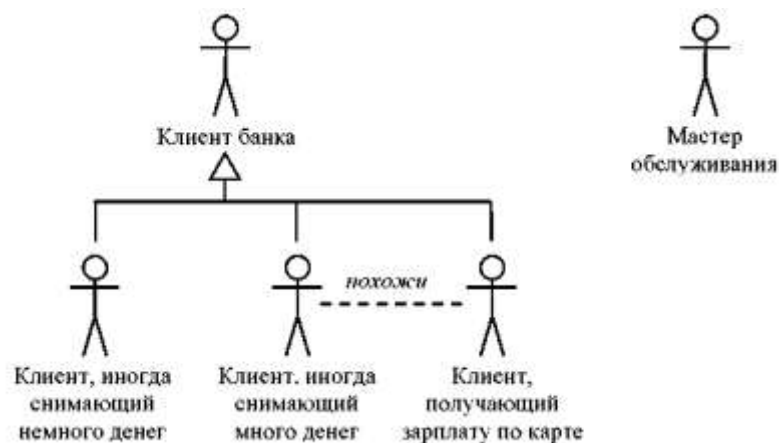 Клиент банка
Мастер
обслуживания
похожи
Клиент, иногда
снимающий
немного денег
Клиент. иногда
снимающий
много денег
Клиент,
получающий
зарплату по карте